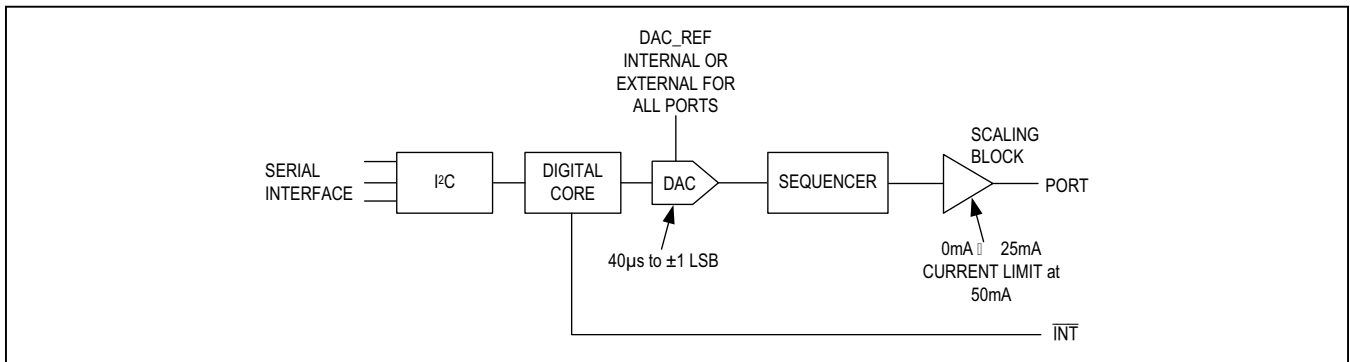 DAC_REF
INTERNAL OR
EXTERNAL FOR
ALL PORTS
SCALING
BLOCK
SERIAL
INTERFACE
I²C
DIGITAL
CORE
DAC
SEQUENCER
PORT
40µs to ±1 LSB
0mA 25mA
CURRENT LIMIT at
50mA
INT